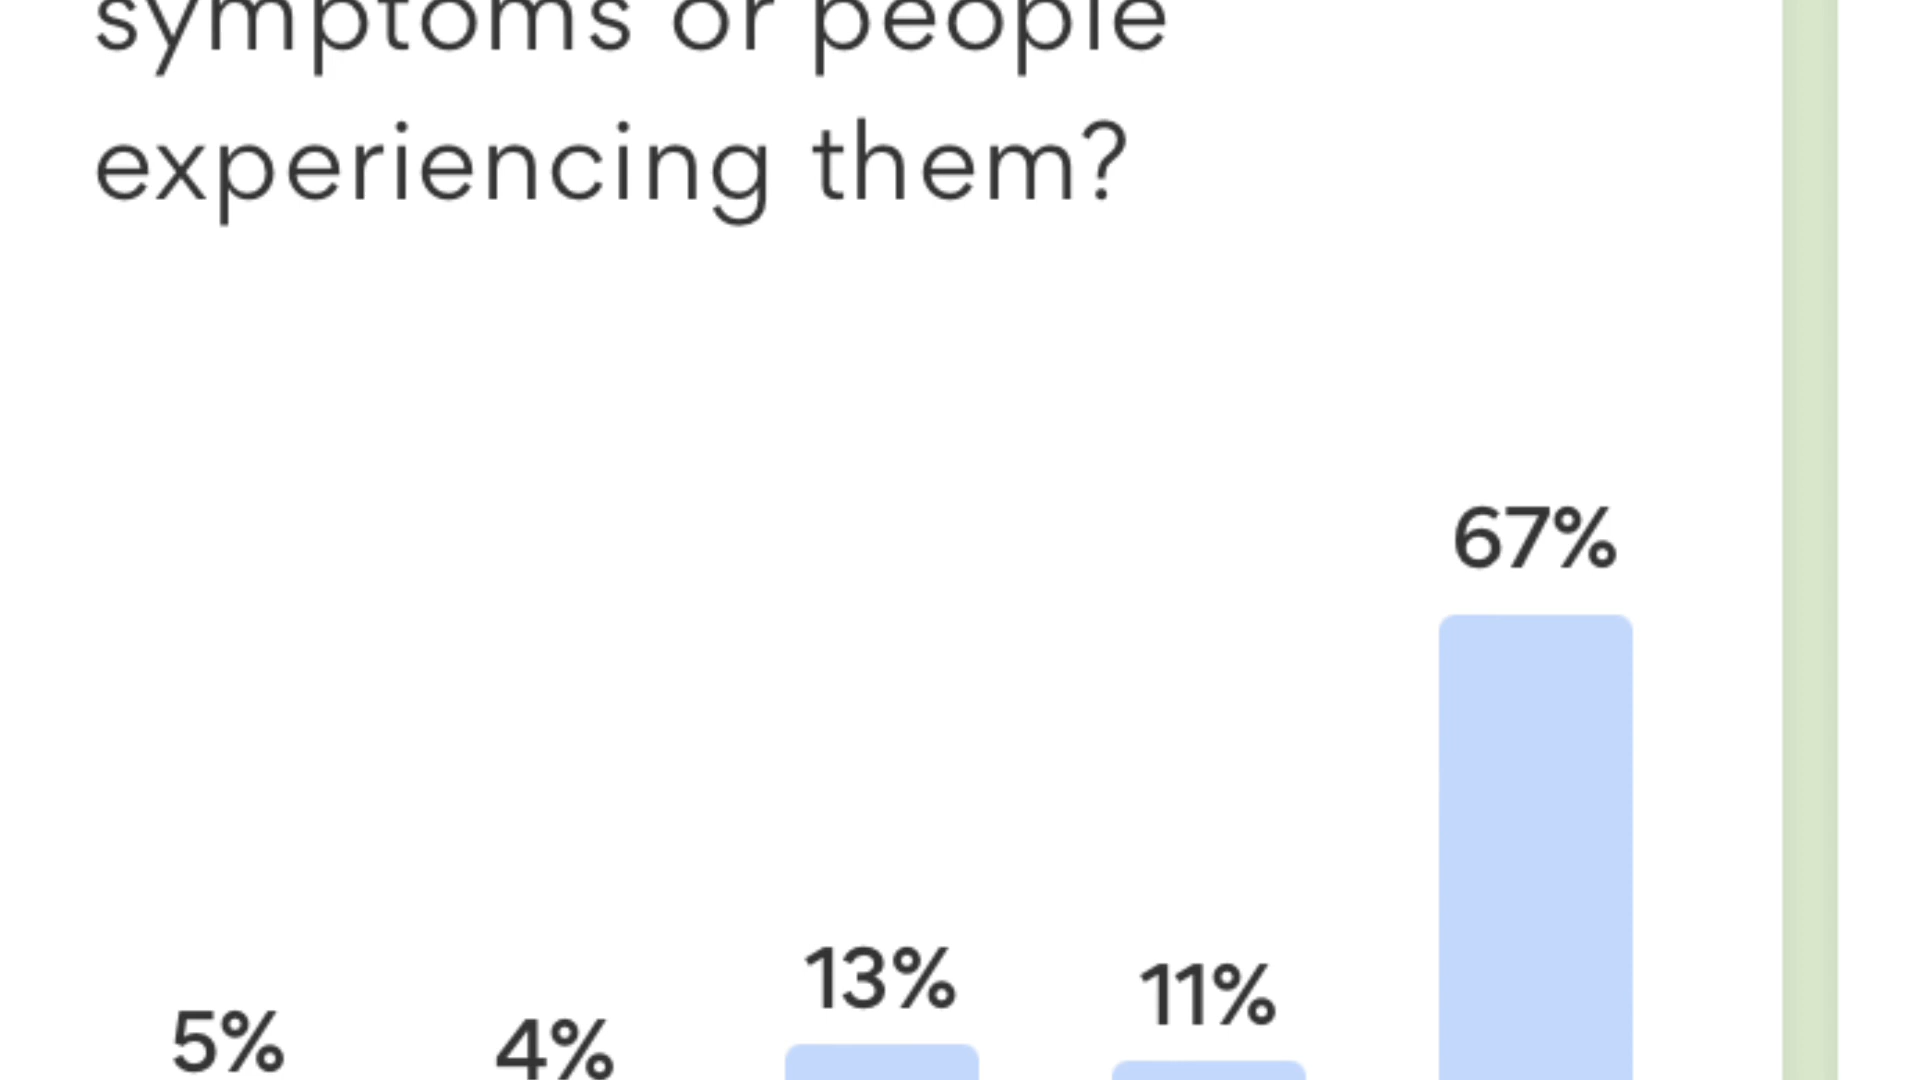 symptoms or people
experiencing them?
67%
13%
11%
5%
4%